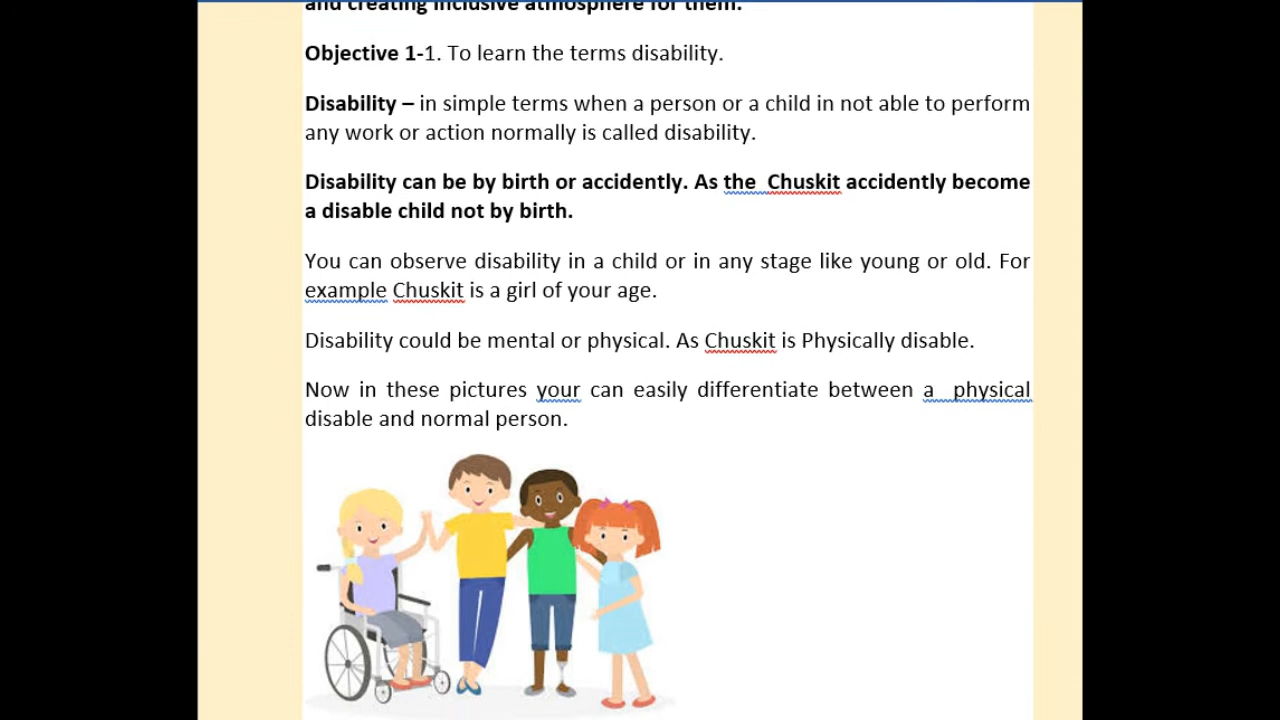 and creating inclusive atmosphere for them.
Objective 1-1. To learn the terms disability.
Disability – in simple terms when a person or a child in not able to perform
any work or action normally is called disability.
Disability can be by birth or accidently. As the  Chuskit accidently become
a disable child not by birth.
You can observe disability in a child or in any stage like young or old. For
example Chuskit is a girl of your age.
Disability could be mental or physical. As Chuskit is Physically disable.
Now in these pictures your can easily differentiate between a  physical
disable and normal person.